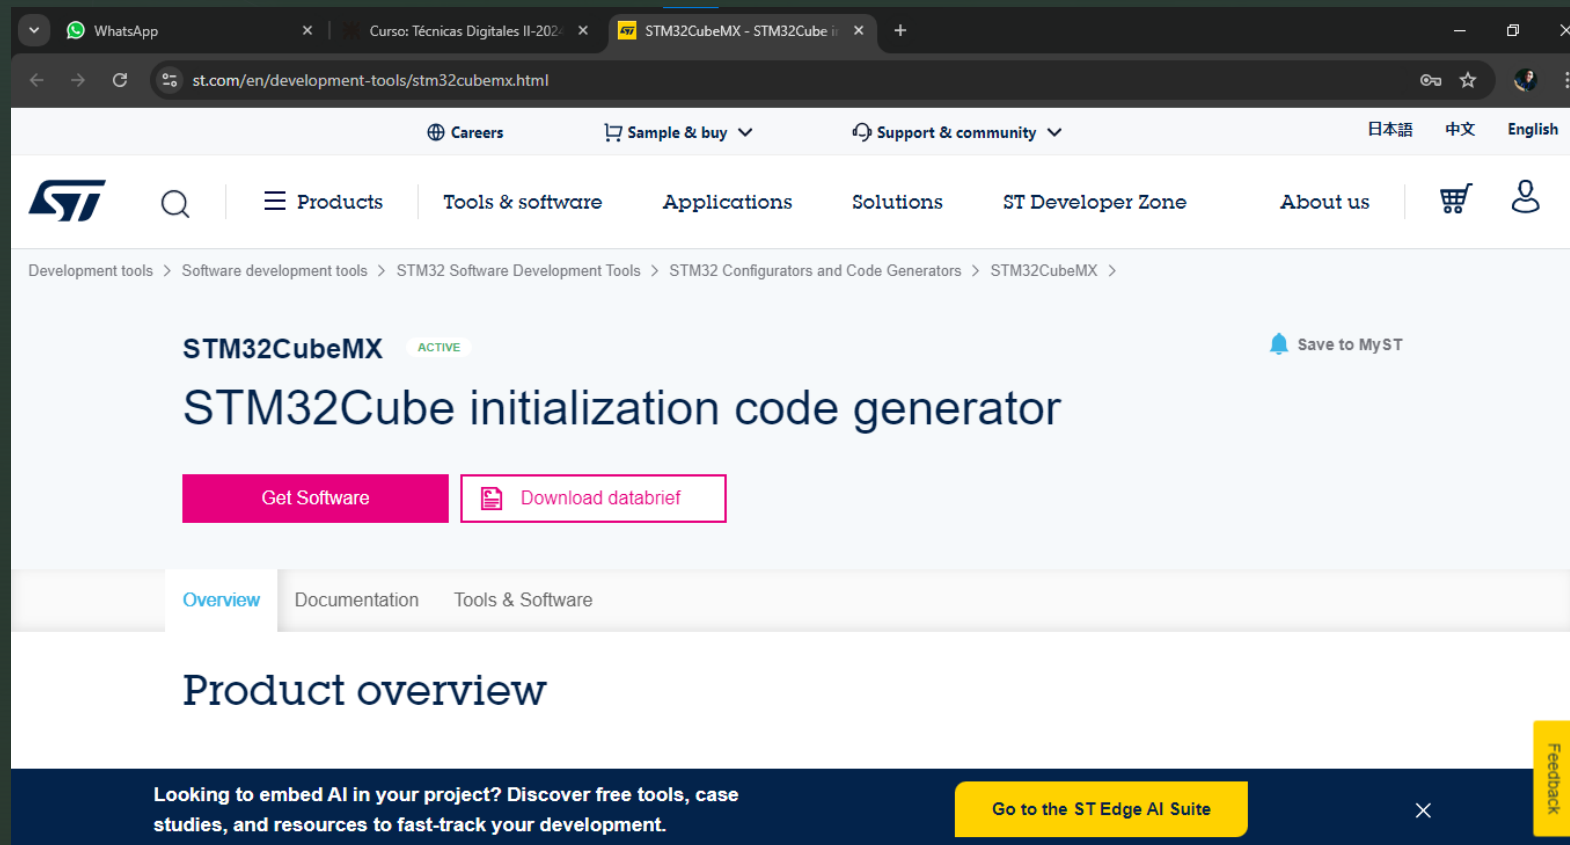 WhatsApp
Curso: Técnicas Digitales II-202
STM32CubeMX - STM32Cube i
st.com/en/development-tools/stm32cubemx.html
Careers
Sample & buy
Support & community
日本語
中文
English
ST
Products
Tools & software
Applications
Solutions
ST Developer Zone
About us
Development tools > Software development tools > STM32 Software Development Tools > STM32 Configurators and Code Generators > STM32CubeMX >
STM32CubeMX
ACTIVE
Save to MyST
STM32Cube initialization code generator
Get Software
Download databrief
Overview
Documentation
Tools & Software
Product overview
Feedback
Looking to embed AI in your project? Discover free tools, case
studies, and resources to fast-track your development.
Go to the ST Edge AI Suite